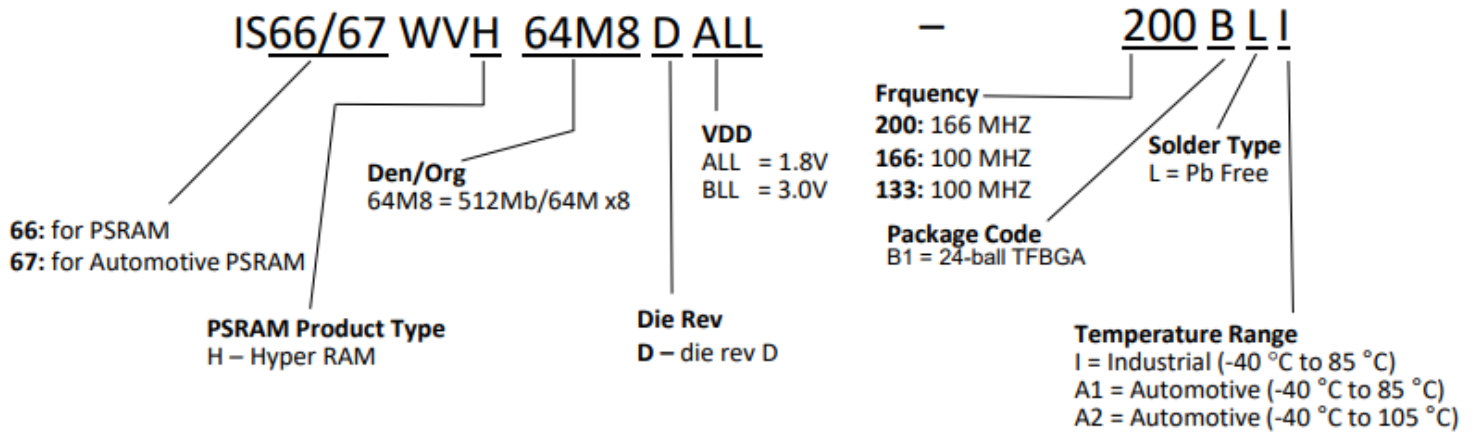 IS66/67 WVH 64M8 D ALL – 200 B L I
Frquency
200: 166 MHZ
166: 100 MHZ
133: 100 MHZ
VDD
ALL = 1.8V
BLL = 3.0V
Solder Type
L = Pb Free
Den/Org
64M8 = 512Mb/64M x8
66: for PSRAM
67: for Automotive PSRAM
Package Code
B1 = 24-ball TFBGA
PSRAM Product Type
H – Hyper RAM
Die Rev
D – die rev D
Temperature Range
I = Industrial (-40 °C to 85 °C)
A1 = Automotive (-40 °C to 85 °C)
A2 = Automotive (-40 °C to 105 °C)